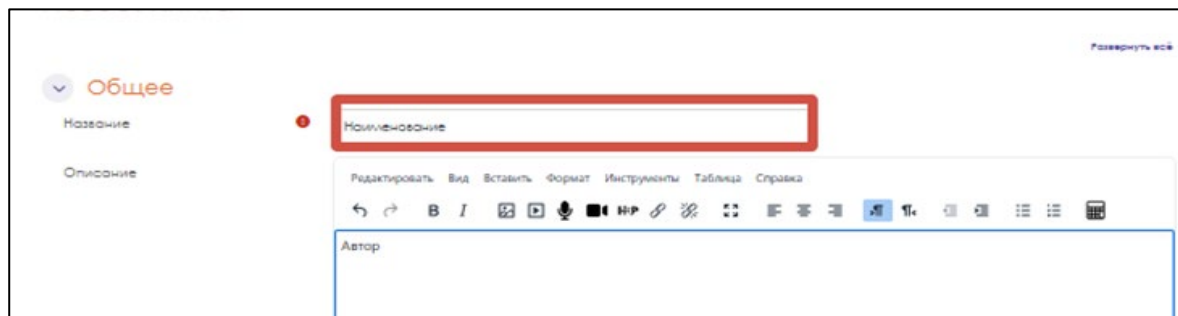 Развернуть всё
Общее
Название
Наименование
Описание
Редактировать Вид Вставить Формат Инструменты Таблица Справка
B I H-P
Автор